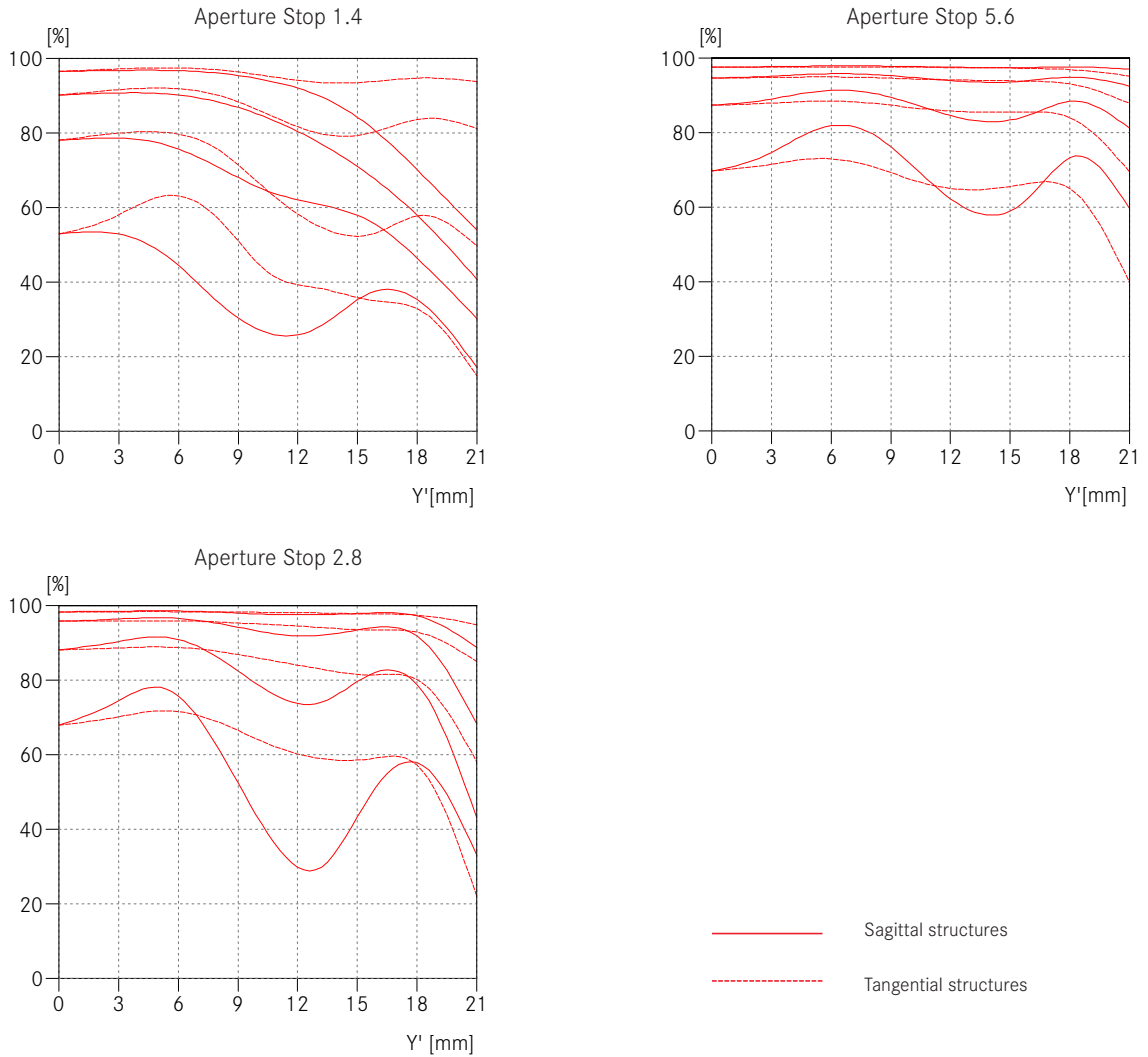 Aperture Stop 1.4
[%]
100
80
60
40
20
0
0 3 6 9 12 15 18 21
Y'[mm]
Aperture Stop 5.6
[%]
100
80
60
40
20
0
0 3 6 9 12 15 18 21
Y'[mm]
Aperture Stop 2.8
[%]
100
80
60
40
20
0
0 3 6 9 12 15 18 21
Y' [mm]
Sagittal structures
Tangential structures